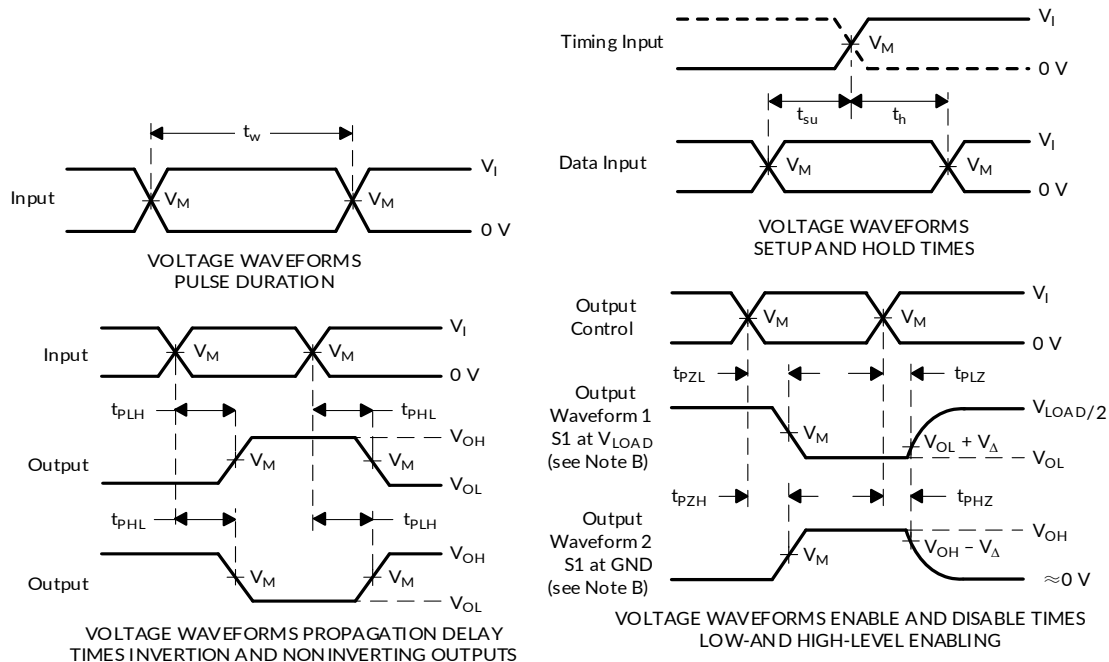 t_w
V_I
Input
V_M
V_M
0 V
VOLTAGE WAVEFORMS
PULSE DURATION
Timing Input
V_I
V_M
0 V
t_su
t_h
V_I
Data Input
V_M
V_M
0 V
VOLTAGE WAVEFORMS
SETUP AND HOLD TIMES
V_I
Input
V_M
V_M
0 V
t_PLH
t_PHL
V_OH
Output
V_M
V_M
V_OL
t_PHL
t_PLH
V_OH
Output
V_M
V_M
V_OL
VOLTAGE WAVEFORMS PROPAGATION DELAY
TIMES INVERTION AND NONINVERTING OUTPUTS
V_I
Output
Control
V_M
V_M
0 V
t_PZL
t_PLZ
Output
Waveform 1
S1 at V_LOAD
(see Note B)
V_LOAD/2
V_M
V_OL + V_Δ
V_OL
t_PZH
t_PHZ
Output
Waveform 2
S1 at GND
(see Note B)
V_OH
V_M
V_OH – V_Δ
≈0 V
VOLTAGE WAVEFORMS ENABLE AND DISABLE TIMES
LOW-AND HIGH-LEVEL ENABLING